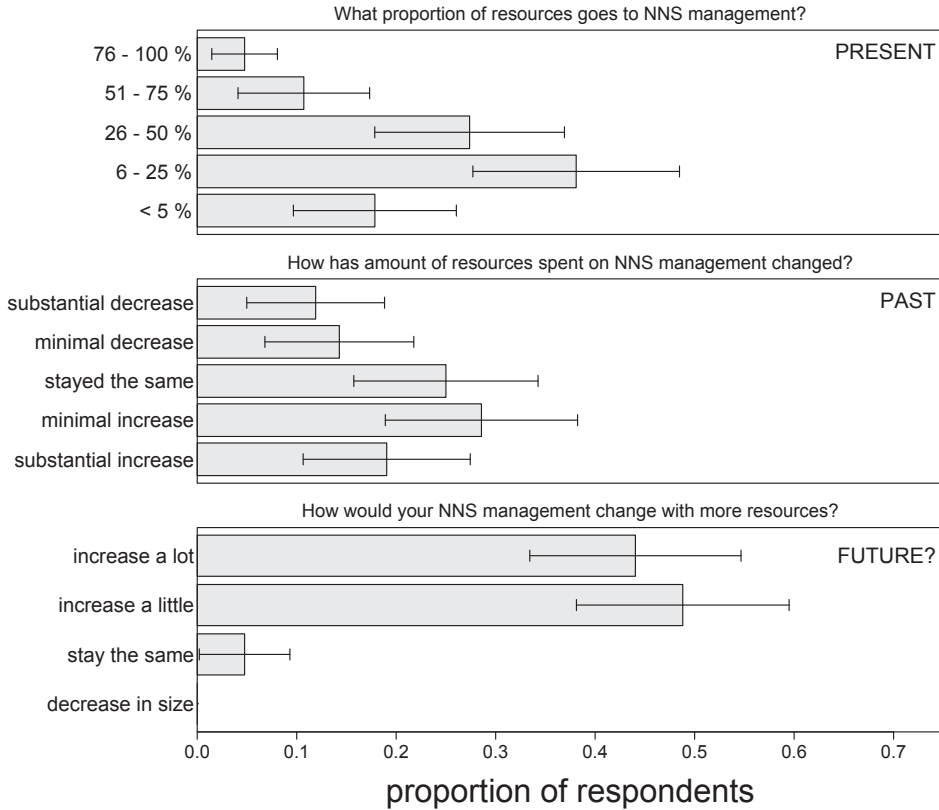 What proportion of resources goes to NNS management?
PRESENT
76 - 100 %
51 - 75 %
26 - 50 %
6 - 25 %
< 5 %
How has amount of resources spent on NNS management changed?
PAST
substantial decrease
minimal decrease
stayed the same
minimal increase
substantial increase
How would your NNS management change with more resources?
FUTURE?
increase a lot
increase a little
stay the same
decrease in size
0.0 0.1 0.2 0.3 0.4 0.5 0.6 0.7
proportion of respondents